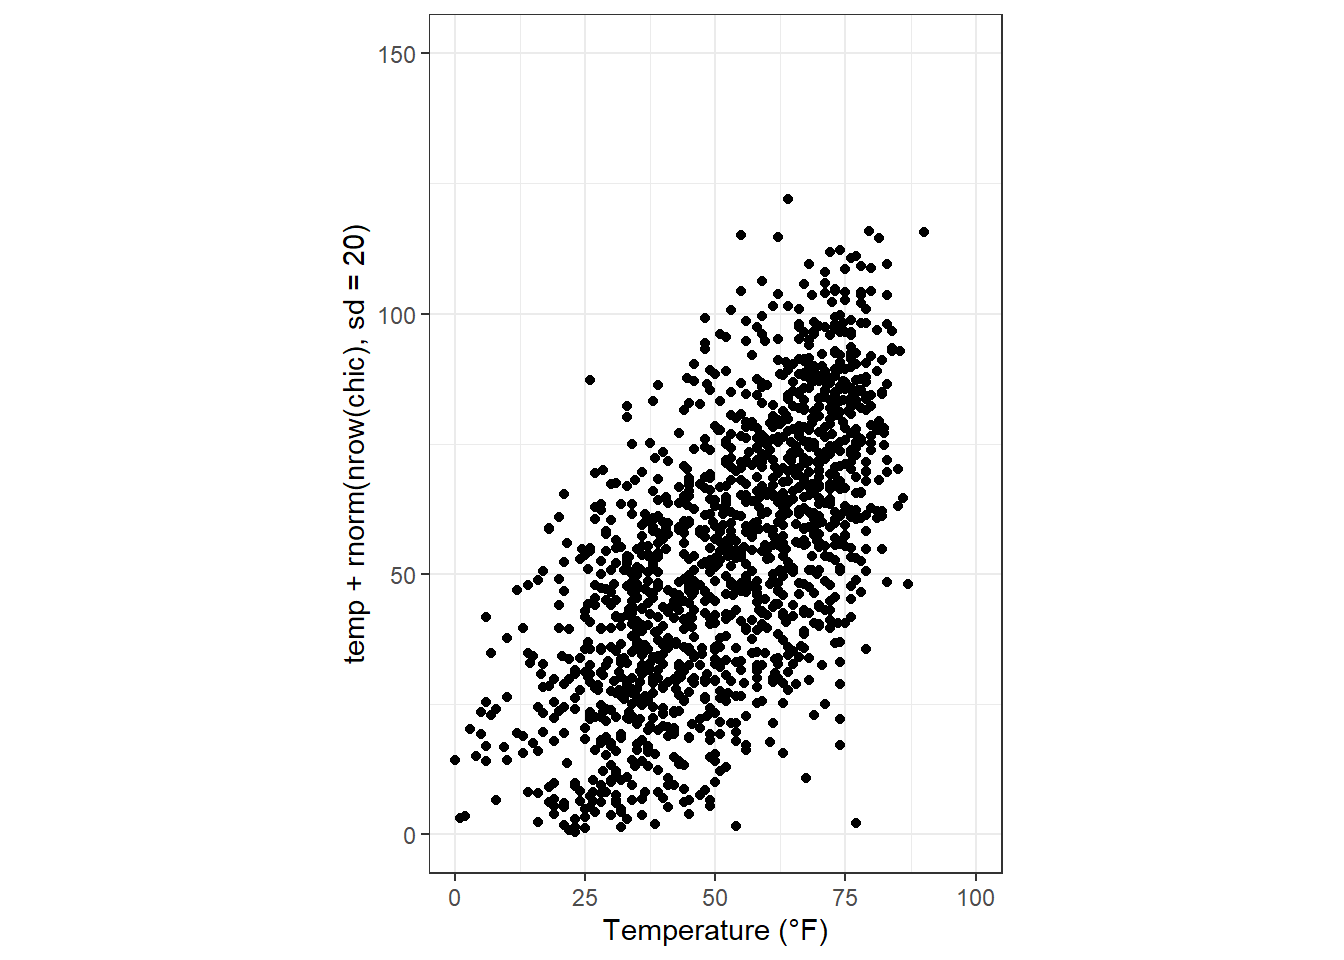 150
100
50
0
temp + rnorm(nrow(chic), sd = 20)
0 25 50 75 100
Temperature (°F)